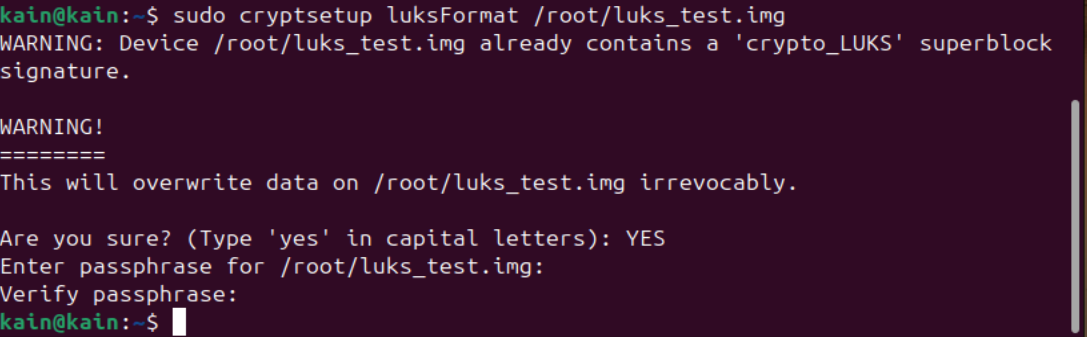 kain@kain:~$ sudo cryptsetup luksFormat /root/luks_test.img
WARNING: Device /root/luks_test.img already contains a 'crypto_LUKS' superblock
signature.
WARNING!
========
This will overwrite data on /root/luks_test.img irrevocably.
Are you sure? (Type 'yes' in capital letters): YES
Enter passphrase for /root/luks_test.img:
Verify passphrase:
kain@kain:~$